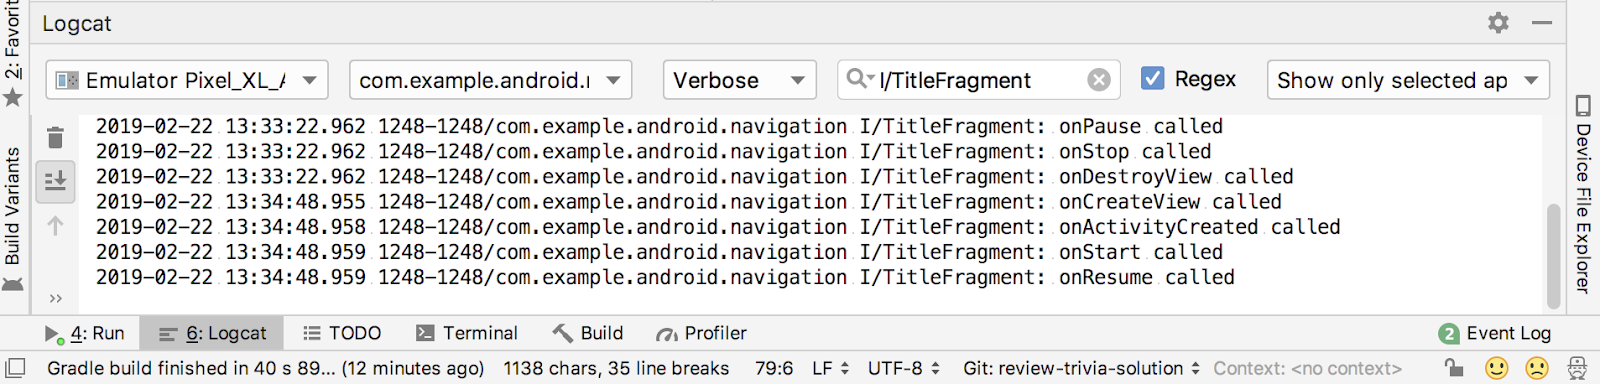 Logcat
2: Favorit
Emulator Pixel_XL_A
com.example.android.r
Verbose
I/TitleFragment
Regex
Show only selected ap
2019-02-22 13:33:22.962 1248-1248/com.example.android.navigation I/TitleFragment: onPause called
2019-02-22 13:33:22.962 1248-1248/com.example.android.navigation I/TitleFragment: onStop called
2019-02-22 13:33:22.962 1248-1248/com.example.android.navigation I/TitleFragment: onDestroyView called
2019-02-22 13:34:48.955 1248-1248/com.example.android.navigation I/TitleFragment: onCreateView called
2019-02-22 13:34:48.958 1248-1248/com.example.android.navigation I/TitleFragment: onActivityCreated called
2019-02-22 13:34:48.959 1248-1248/com.example.android.navigation I/TitleFragment: onStart called
2019-02-22 13:34:48.959 1248-1248/com.example.android.navigation I/TitleFragment: onResume called
Build Variants
Device File Explorer
»
4: Run
6: Logcat
TODO
Terminal
Build
Profiler
2 Event Log
Gradle build finished in 40 s 89... (12 minutes ago)
1138 chars, 35 line breaks
79:6
LF
UTF-8
Git: review-trivia-solution
Context: <no context>